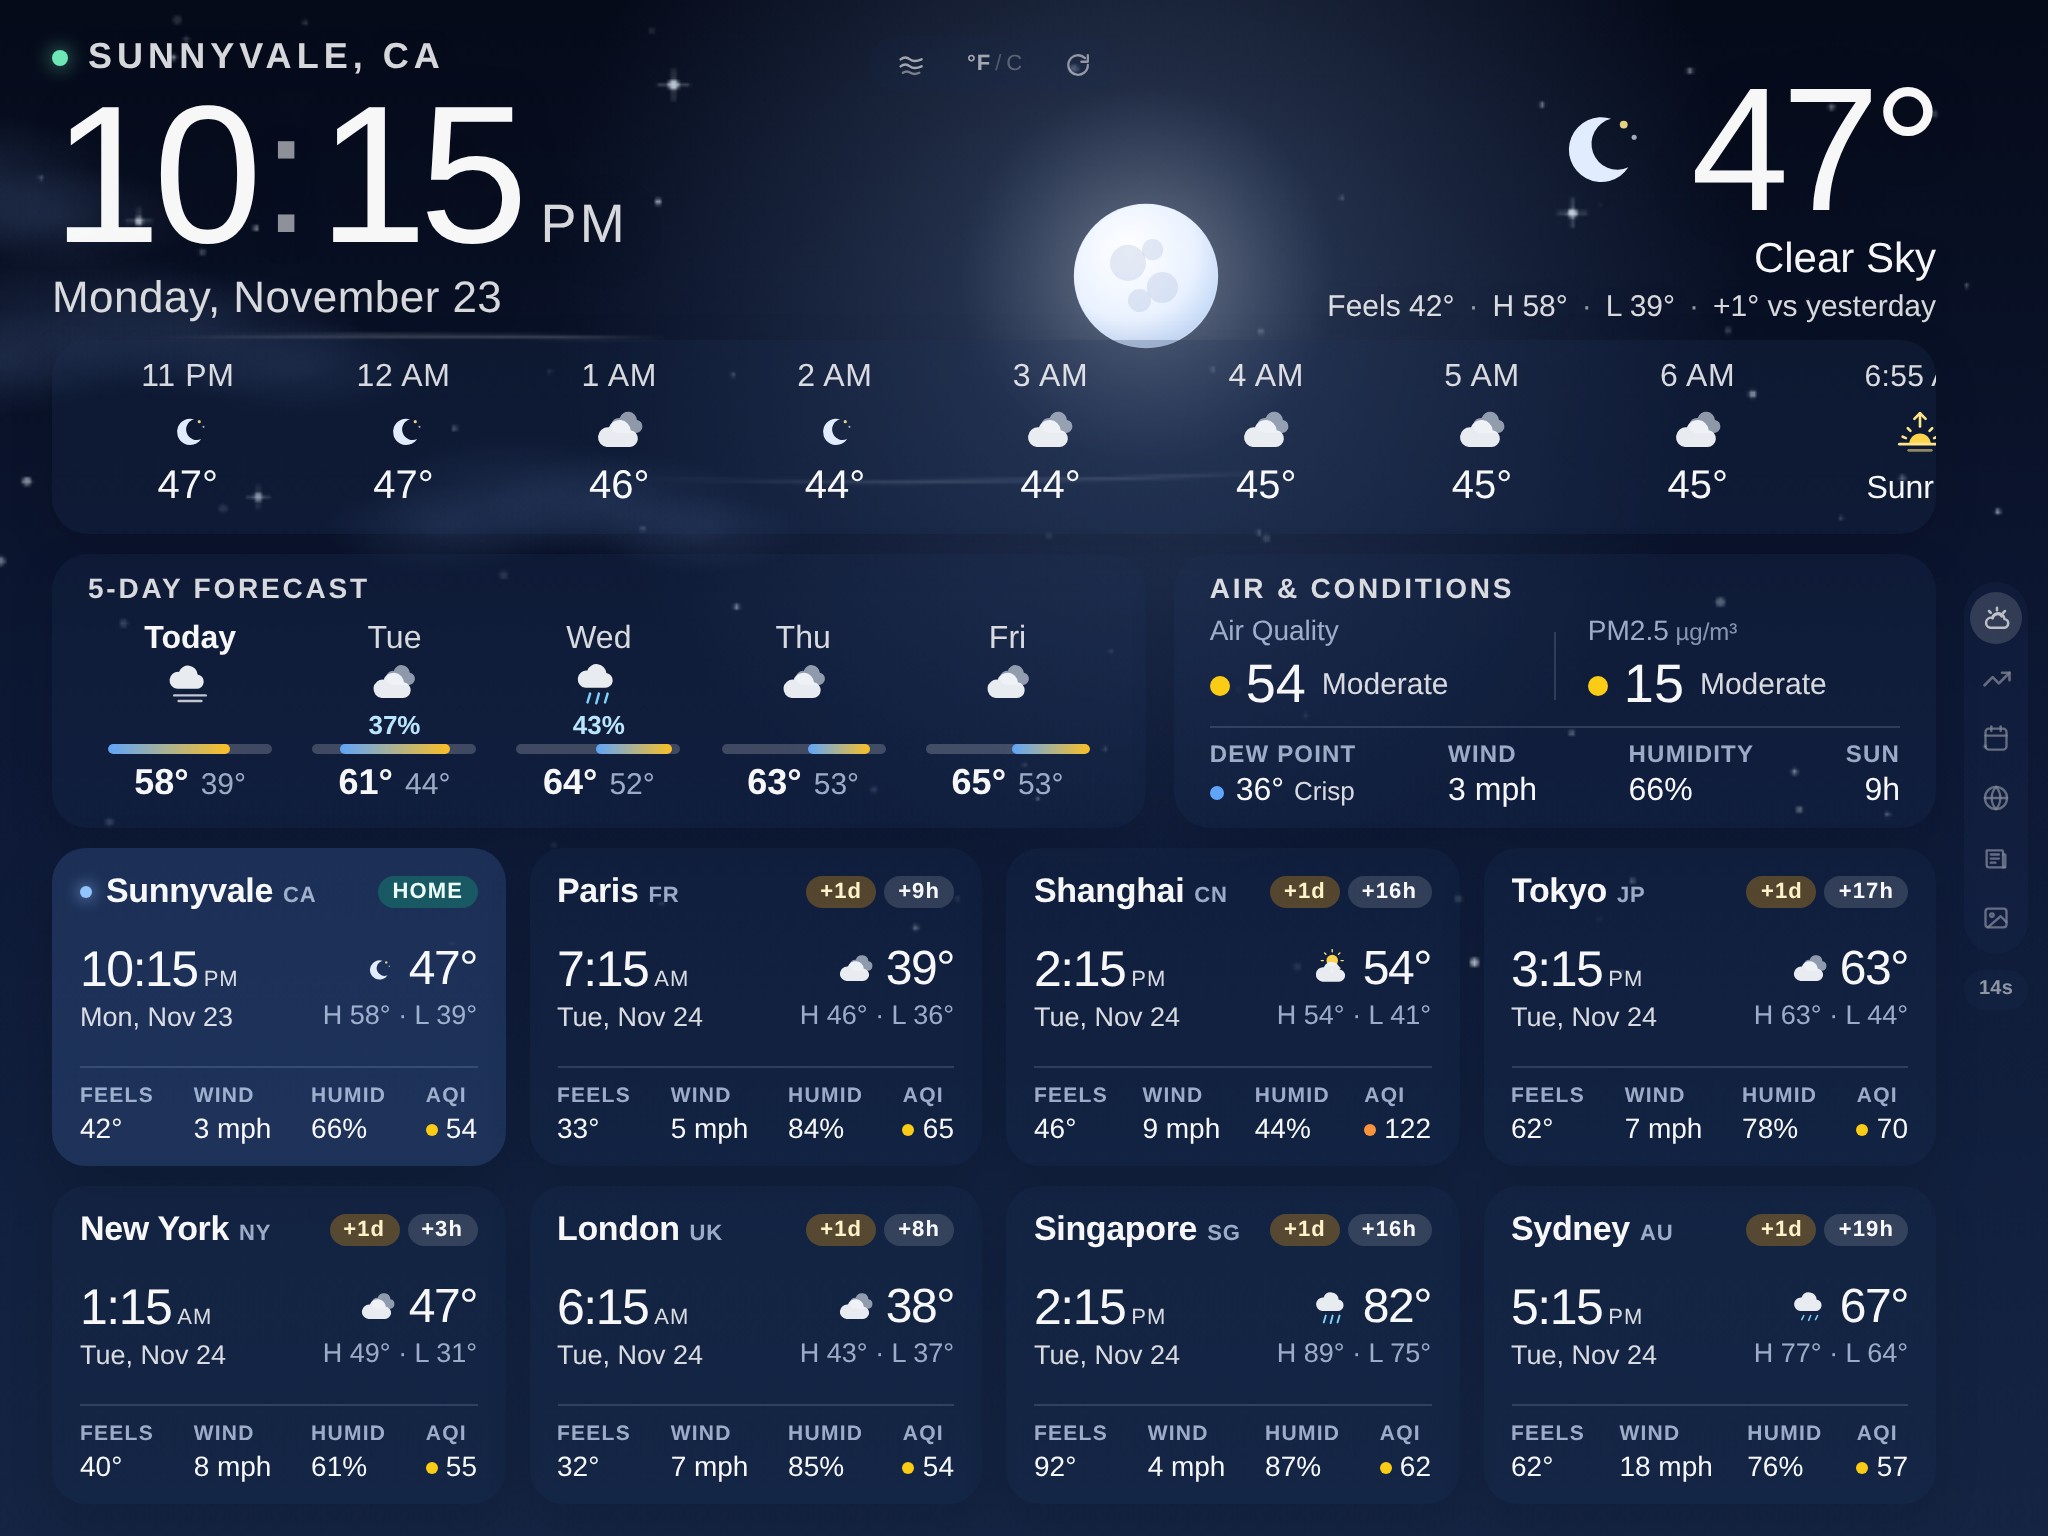 SUNNYVALE, CA
°F / C
10:15 PM
Monday, November 23
47°
Clear Sky
Feels 42° · H 58° · L 39° · +1° vs yesterday
11 PM 12 AM 1 AM 2 AM 3 AM 4 AM 5 AM 6 AM 6:55
47° 47° 46° 44° 44° 45° 45° 45° Sunr
5-DAY FORECAST
Today Tue Wed Thu Fri
37% 43%
58° 39° 61° 44° 64° 52° 63° 53° 65° 53°
AIR & CONDITIONS
Air Quality PM2.5 µg/m³
54 Moderate 15 Moderate
DEW POINT WIND HUMIDITY SUN
36° Crisp 3 mph 66% 9h
Sunnyvale CA HOME
10:15 PM 47°
Mon, Nov 23 H 58° · L 39°
FEELS WIND HUMID AQI
42° 3 mph 66% 54
Paris FR +1d +9h
7:15 AM 39°
Tue, Nov 24 H 46° · L 36°
FEELS WIND HUMID AQI
33° 5 mph 84% 65
Shanghai CN +1d +16h
2:15 PM 54°
Tue, Nov 24 H 54° · L 41°
FEELS WIND HUMID AQI
46° 9 mph 44% 122
Tokyo JP +1d +17h
3:15 PM 63°
Tue, Nov 24 H 63° · L 44°
FEELS WIND HUMID AQI
62° 7 mph 78% 70
14s
New York NY +1d +3h
1:15 AM 47°
Tue, Nov 24 H 49° · L 31°
FEELS WIND HUMID AQI
40° 8 mph 61% 55
London UK +1d +8h
6:15 AM 38°
Tue, Nov 24 H 43° · L 37°
FEELS WIND HUMID AQI
32° 7 mph 85% 54
Singapore SG +1d +16h
2:15 PM 82°
Tue, Nov 24 H 89° · L 75°
FEELS WIND HUMID AQI
92° 4 mph 87% 62
Sydney AU +1d +19h
5:15 PM 67°
Tue, Nov 24 H 77° · L 64°
FEELS WIND HUMID AQI
62° 18 mph 76% 57